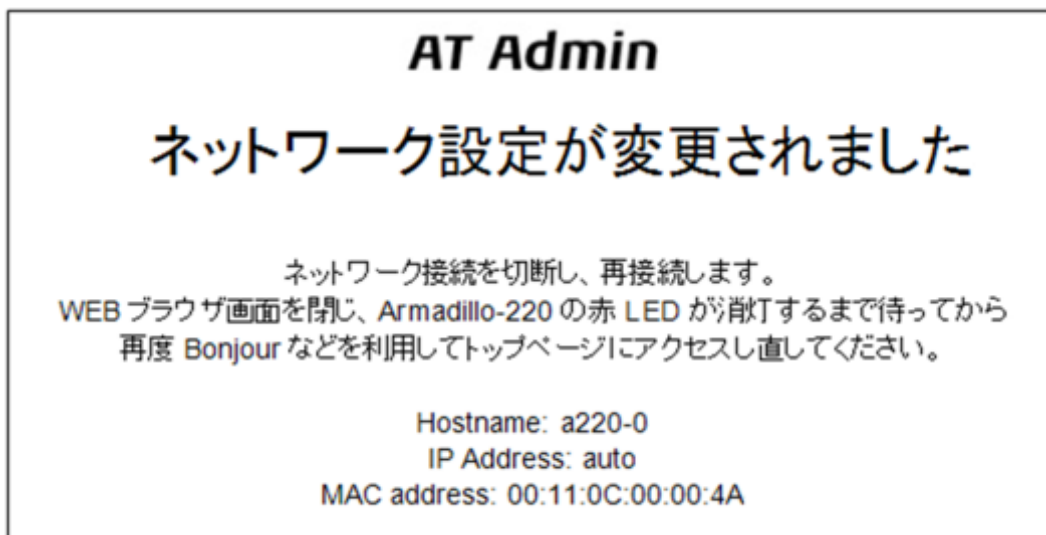 AT Admin
ネットワーク設定が変更されました
ネットワーク接続を切断し、再接続します。
WEB ブラウザ画面を閉じ、Armadillo-220 の赤 LED が消灯するまで待ってから
再度 Bonjour などを利用してトップページにアクセスし直してください。
Hostname: a220-0
IP Address: auto
MAC address: 00:11:0C:00:00:4A